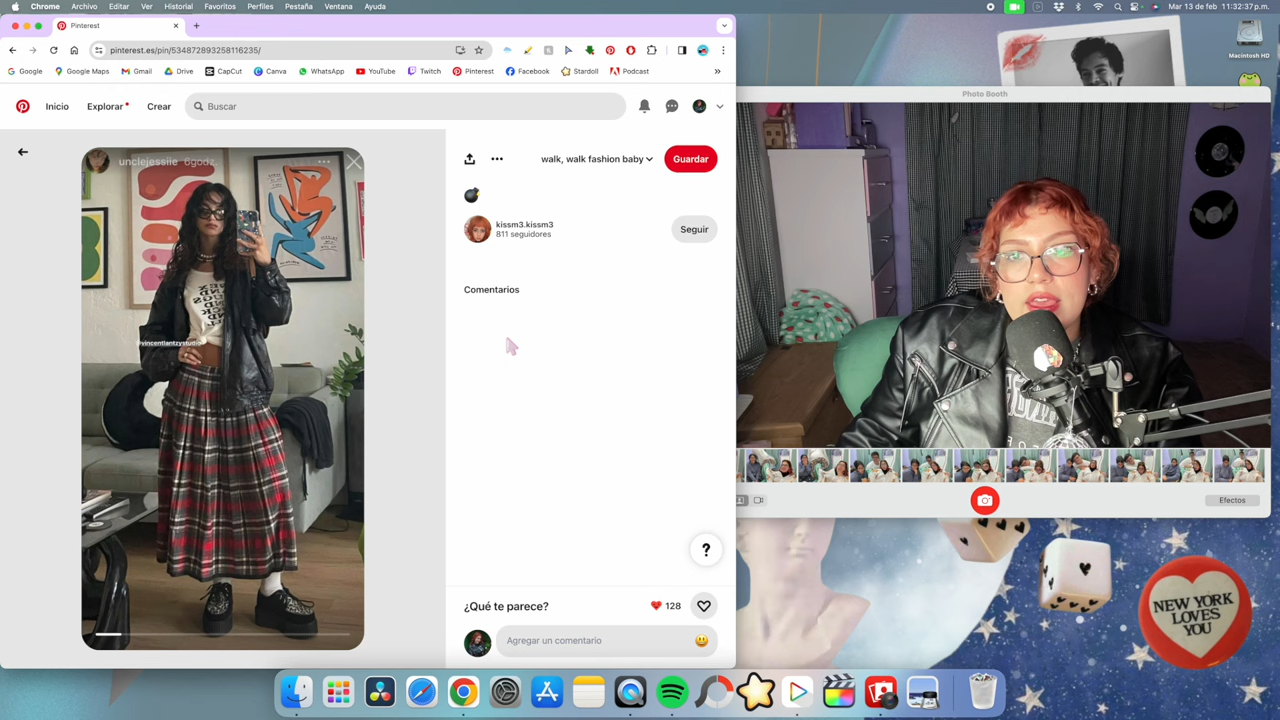 Chrome Archivo Editar Ver Historial Favoritos Perfiles Pestaña Ventana Ayuda
Mar 13 de feb 11:32:37 p.m.
Pinterest
pinterest.es/pin/534872893258116235/
Google Google Maps Gmail Drive CapCut Canva WhatsApp YouTube Twitch Pinterest Facebook Stardoll Podcast
Macintosh HD
Photo Booth
Inicio Explorar Crear Buscar
unclejessiie 6godz.
walk, walk fashion baby
Guardar
kissm3.kissm3
811 seguidores
Seguir
Comentarios
@vincentlantzystudio
Efectos
?
¿Qué te parece?
128
Agregar un comentario
NEW YORK
LOVES
YOU